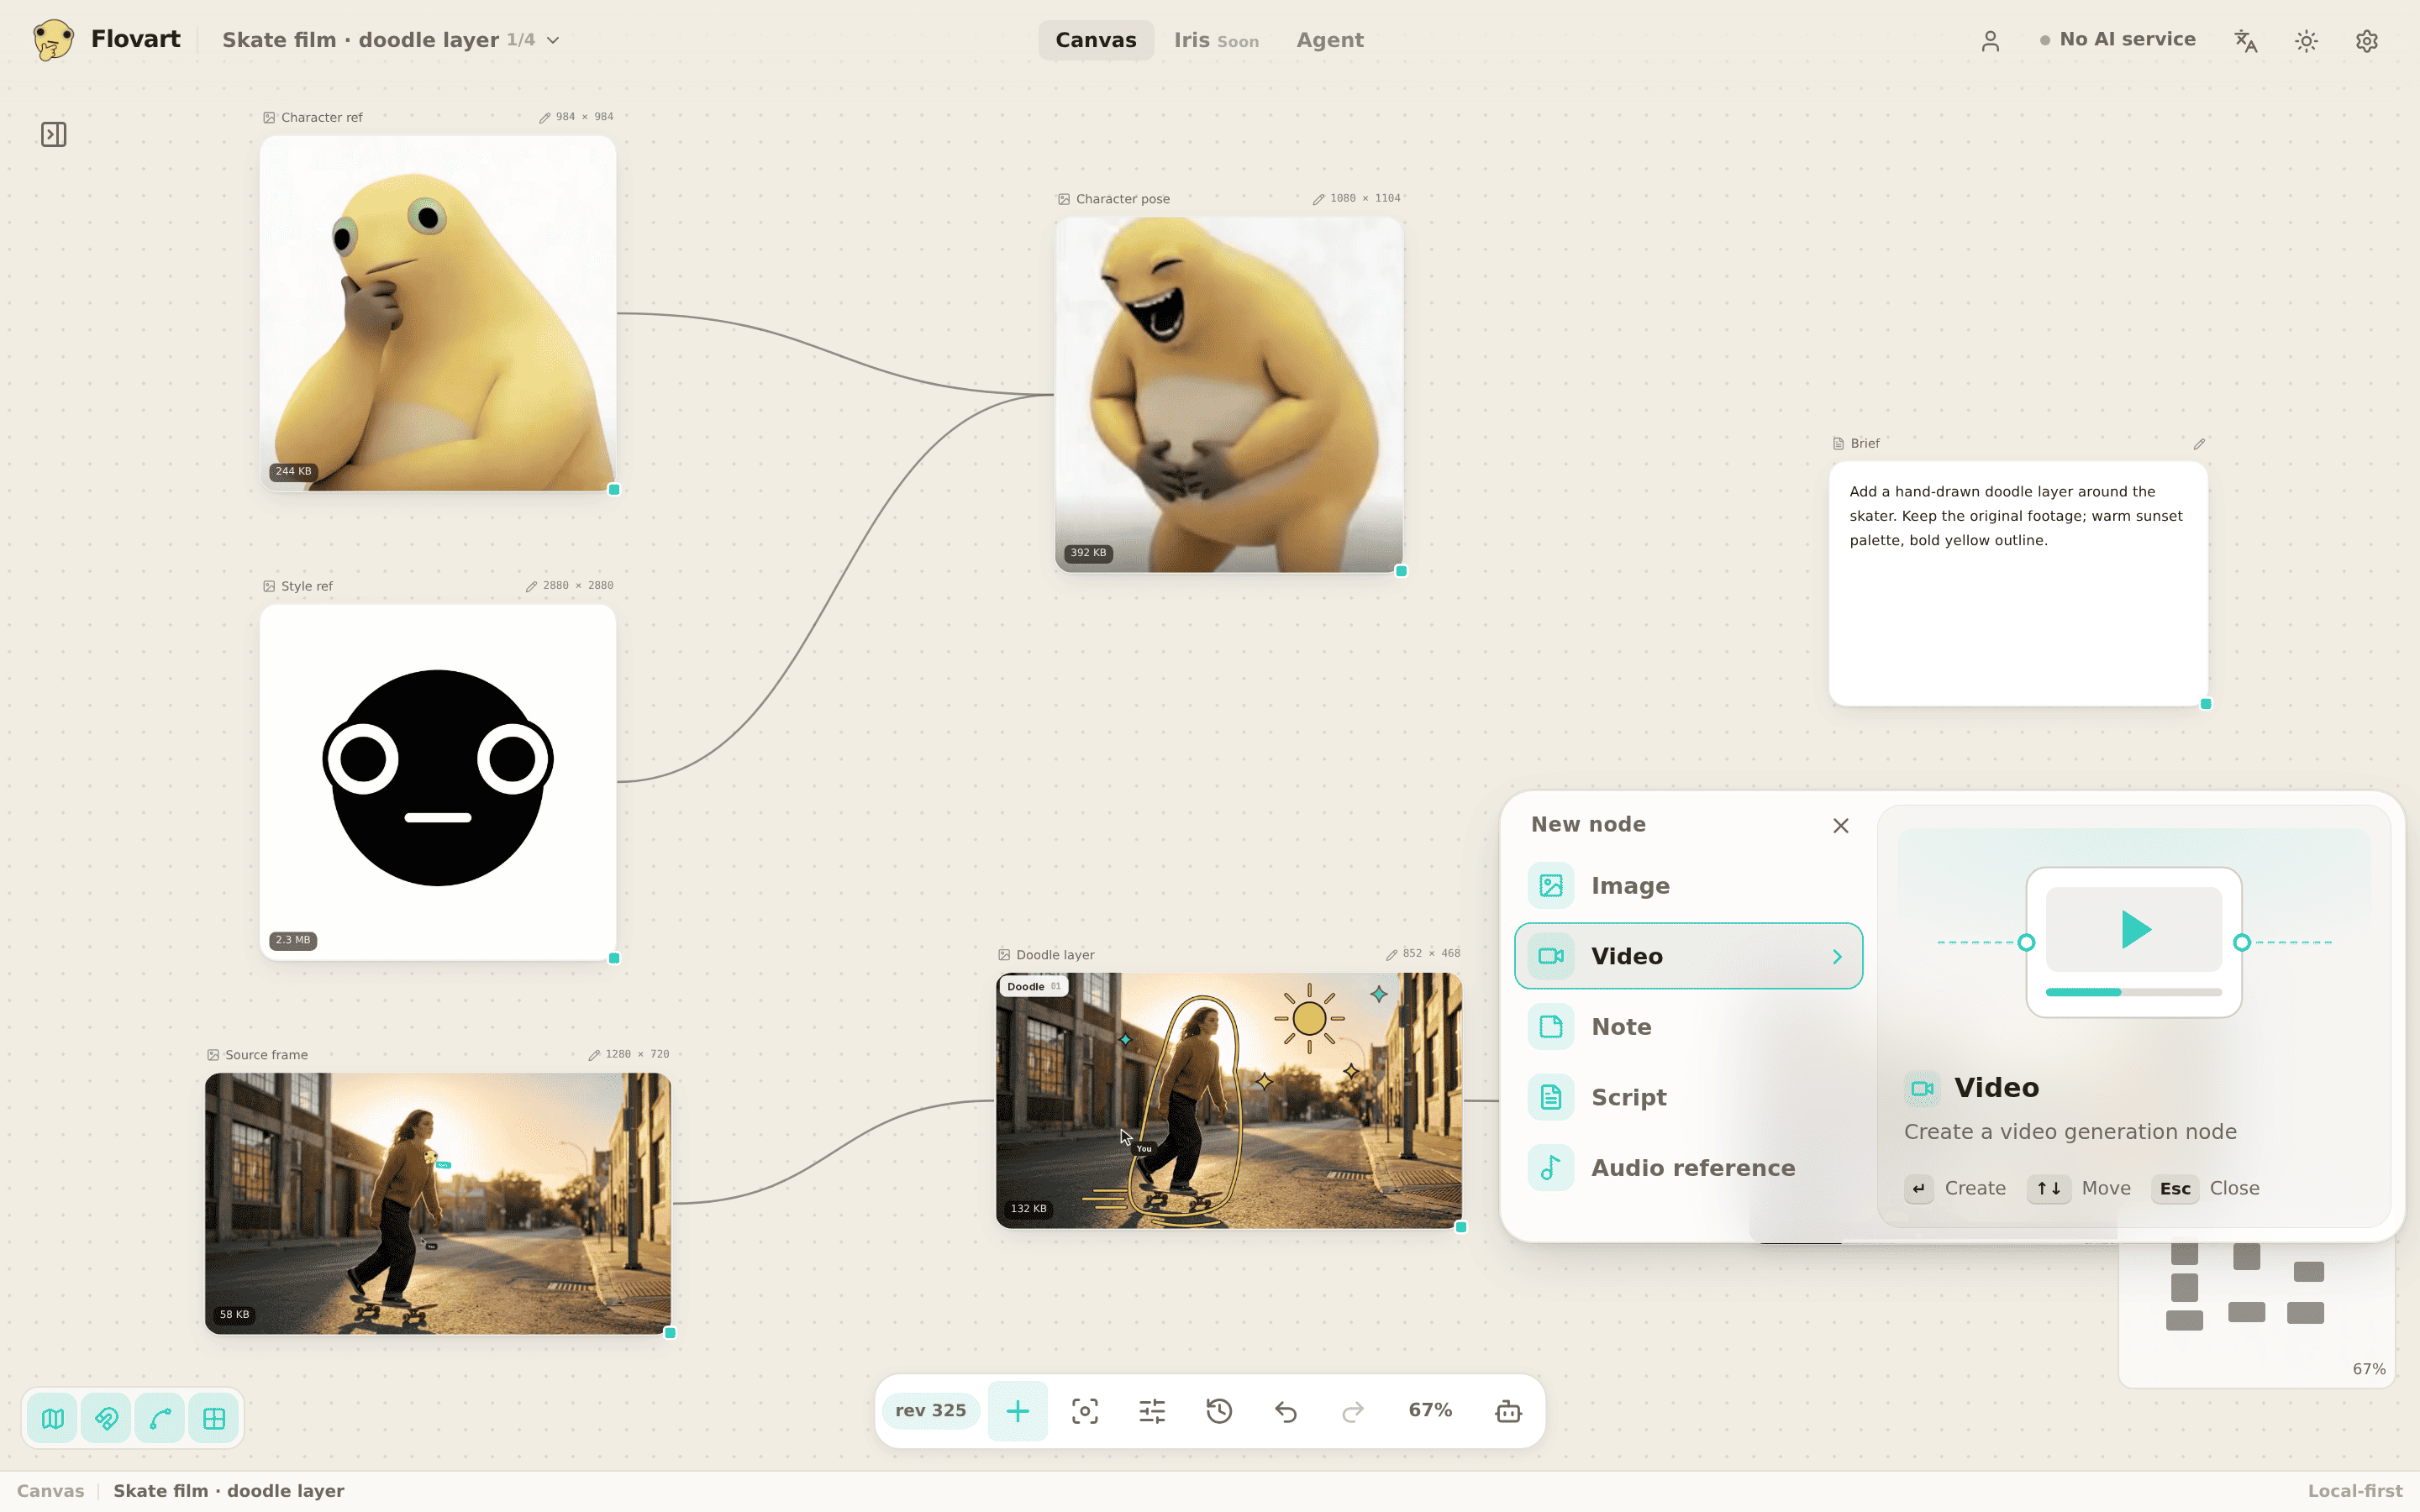 Flovart
Skate film · doodle layer 1/4
Canvas
Iris Soon
Agent
No AI service
Character ref
984 × 984
244 KB
Character pose
1080 × 1104
392 KB
Brief
Add a hand-drawn doodle layer around the
skater. Keep the original footage; warm sunset
palette, bold yellow outline.
Style ref
2880 × 2880
2.3 MB
Doodle layer
852 × 468
Doodle 01
You
132 KB
Source frame
1280 × 720
You
58 KB
New node
Image
Video
Note
Script
Audio reference
Video
Create a video generation node
↵ Create
↑↓ Move
Esc Close
67%
rev 325
67%
Canvas
Skate film · doodle layer
Local-first